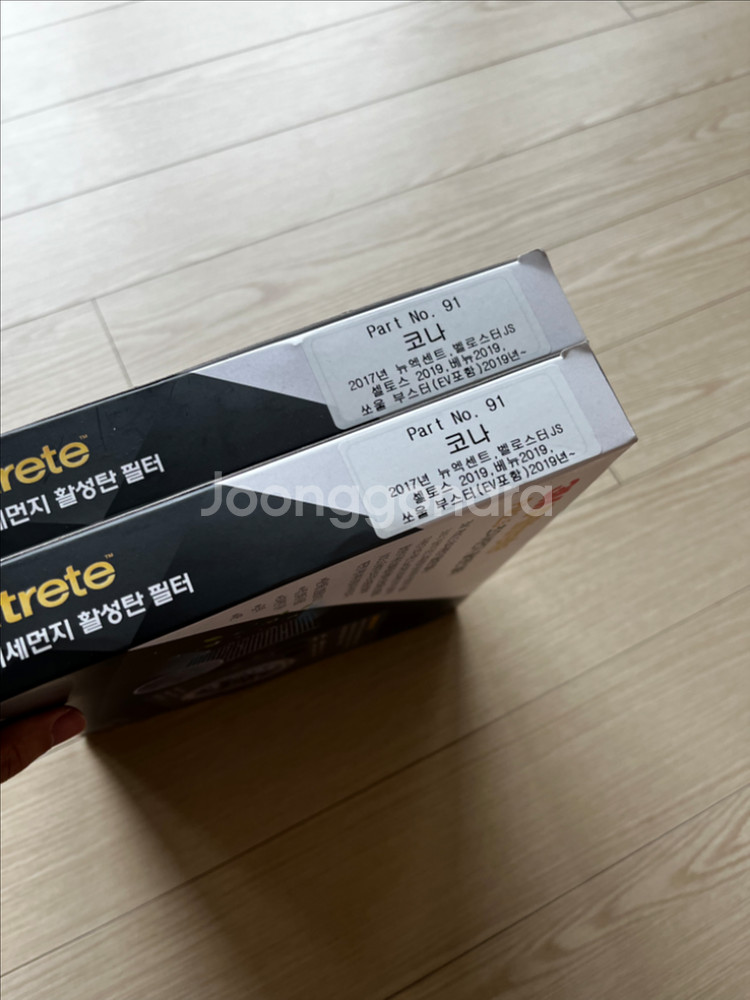 Part No. 91
코나
2017년 뉴엑센트,벨로스터JS
셀토스 2019,베뉴2019,
쏘울 부스터(EV포함)2019년~
trete™
세먼지 활성탄 필터
Part No. 91
코나
2017년 뉴엑센트,벨로스터JS
셀토스 2019,베뉴2019,
쏘울 부스터(EV포함)2019년~
trete™
세먼지 활성탄 필터
Joonggonara